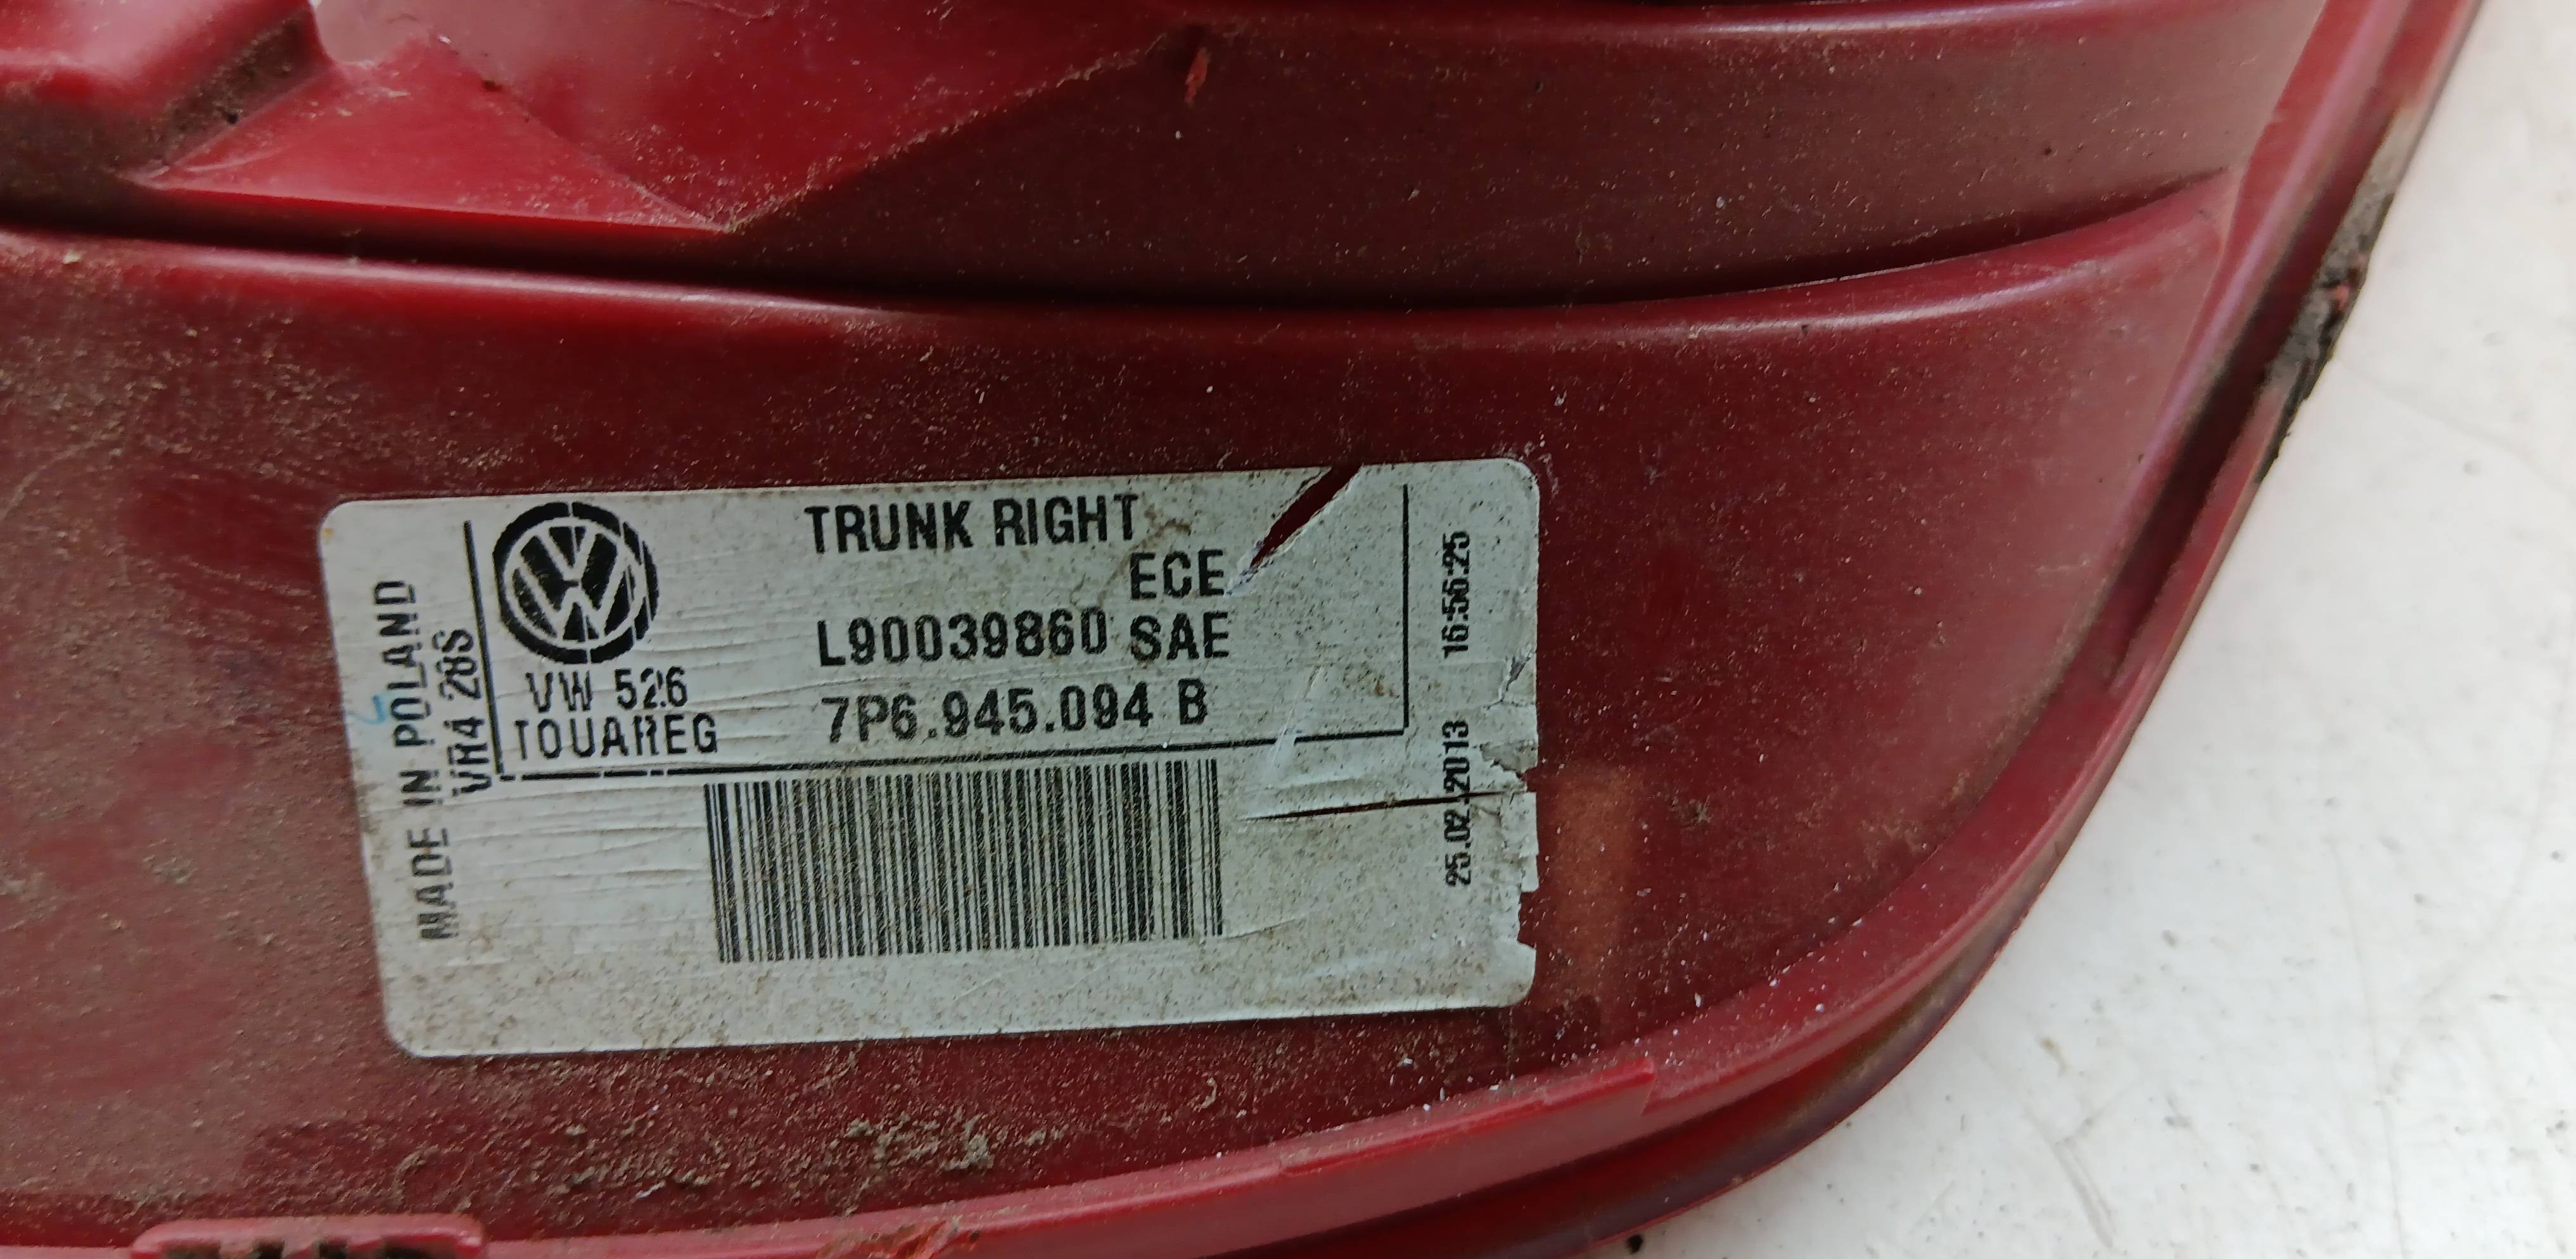 MADE IN POLAND
VR4 28S
VW 526
TOUAREG
TRUNK RIGHT
ECE
L90039860 SAE
7P6.945.094 B
25.02.2013 16:56:25